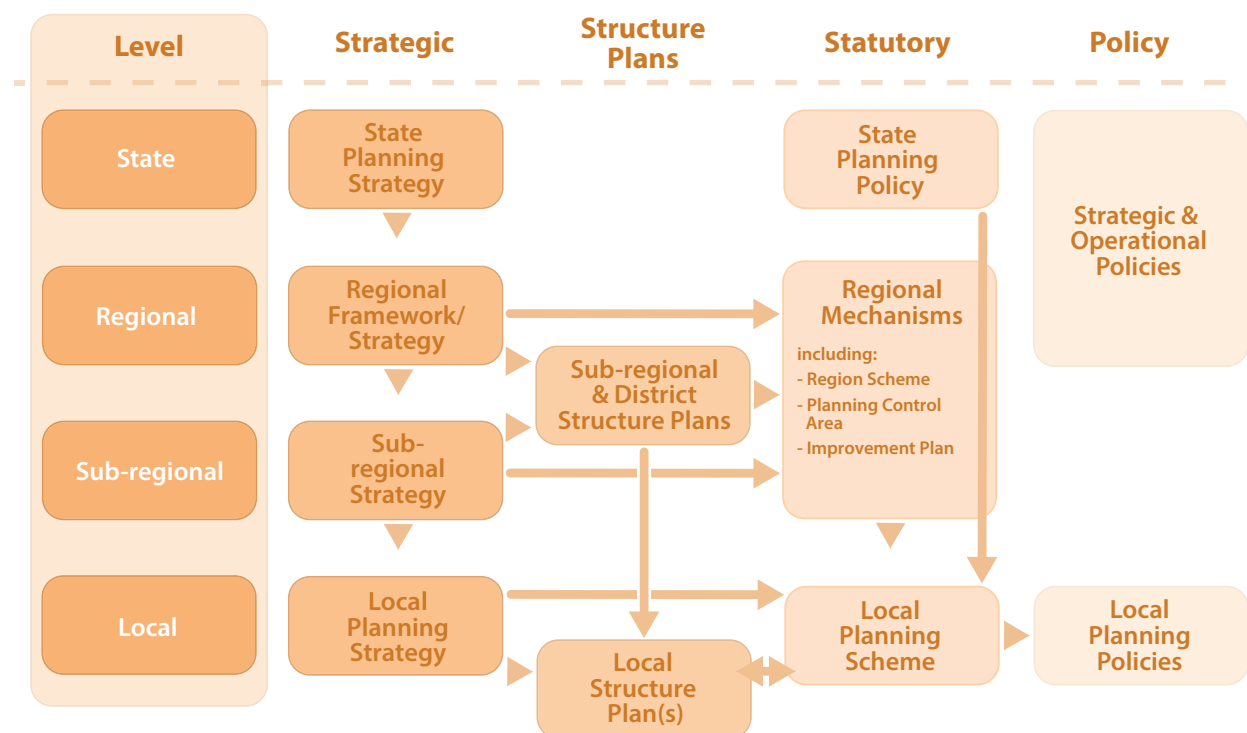 Level
Strategic
Structure
Plans
Statutory
Policy
State
State
Planning
Strategy
State
Planning
Policy
Strategic &
Operational
Policies
Regional
Regional
Framework/
Strategy
Regional
Mechanisms
including:
- Region Scheme
- Planning Control
Area
- Improvement Plan
Sub-regional
& District
Structure Plans
Sub-regional
Sub-
regional
Strategy
Local
Local
Planning
Strategy
Local
Structure
Plan(s)
Local
Planning
Scheme
Local
Planning
Policies